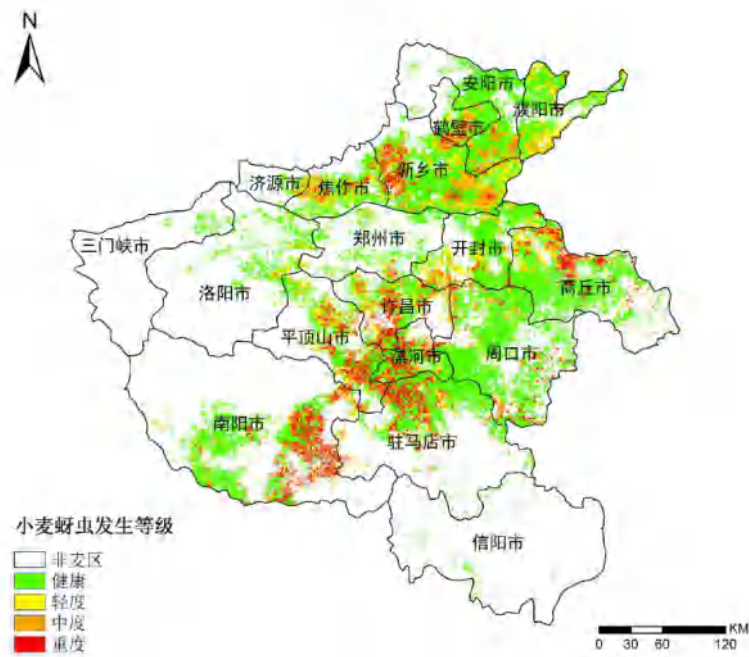 N
安阳市
濮阳市
鹤壁市
新乡市
济源市
焦作市
三门峡市
郑州市
开封市
洛阳市
商丘市
许昌市
平顶山市
漯河市
周口市
南阳市
驻马店市
信阳市
小麦蚜虫发生等级
非麦区
健康
轻度
中度
重度
KM
0 30 60 120